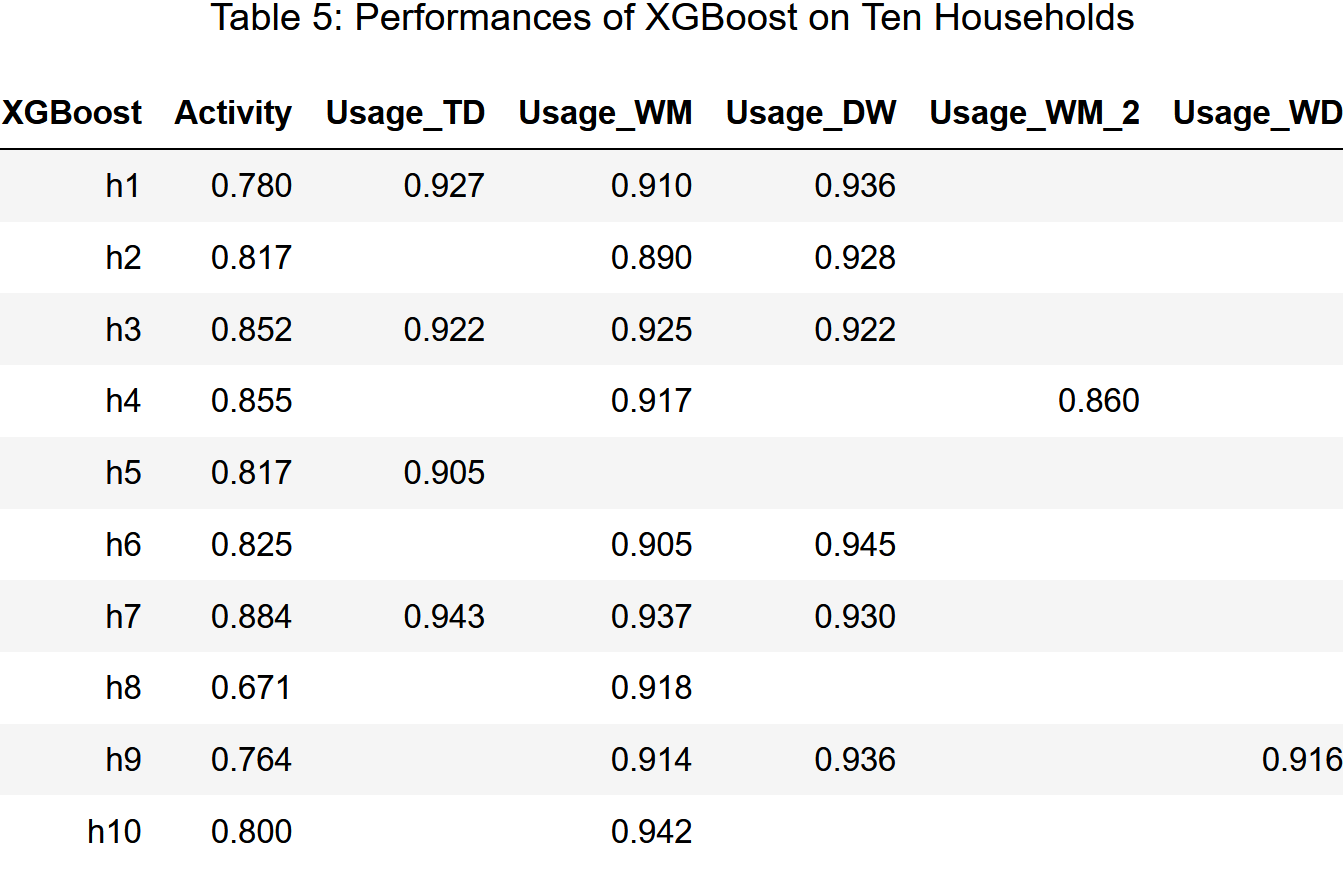 Table 5: Performances of XGBoost on Ten Households
XGBoost Activity Usage_TD Usage_WM Usage_DW Usage_WM_2 Usage_WD
h1 0.780 0.927 0.910 0.936
h2 0.817 0.890 0.928
h3 0.852 0.922 0.925 0.922
h4 0.855 0.917 0.860
h5 0.817 0.905
h6 0.825 0.905 0.945
h7 0.884 0.943 0.937 0.930
h8 0.671 0.918
h9 0.764 0.914 0.936 0.916
h10 0.800 0.942